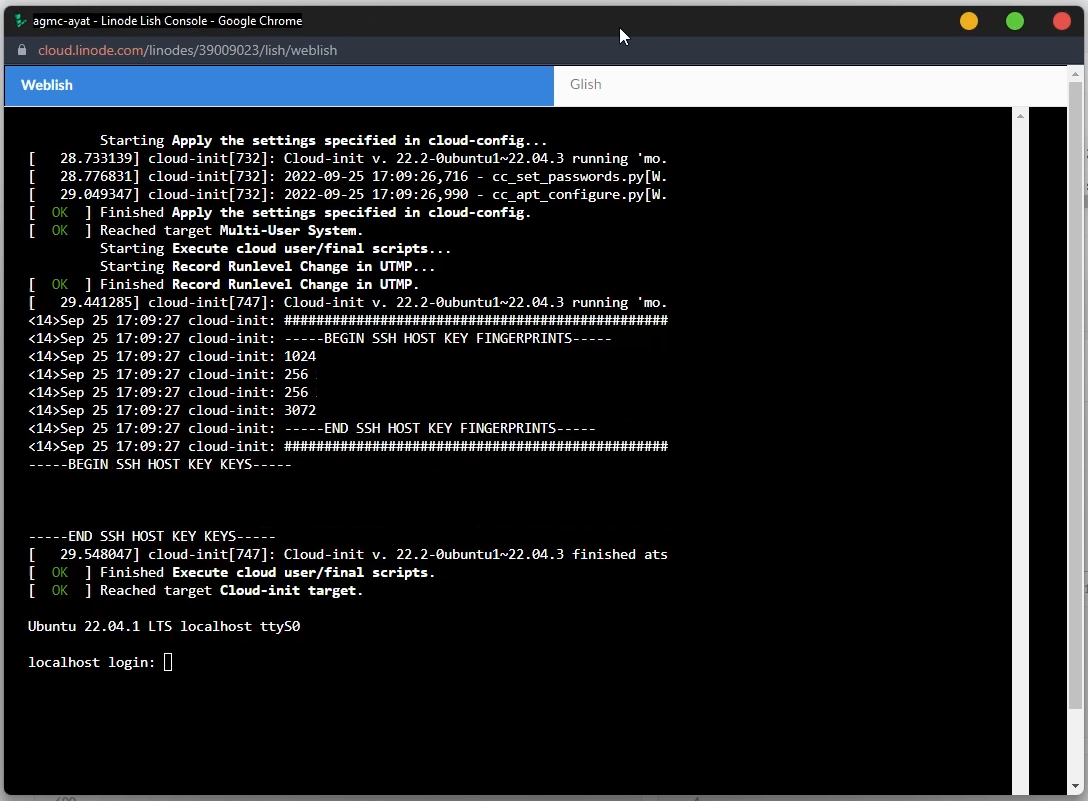 agmc-ayat - Linode Lish Console - Google Chrome
cloud.linode.com/linodes/39009023/lish/weblish
Weblish
Glish
Starting Apply the settings specified in cloud-config...
[   28.733139] cloud-init[732]: Cloud-init v. 22.2-0ubuntu1~22.04.3 running 'mo.
[   28.776831] cloud-init[732]: 2022-09-25 17:09:26,716 - cc_set_passwords.py[W.
[   29.049347] cloud-init[732]: 2022-09-25 17:09:26,990 - cc_apt_configure.py[W.
[  OK  ] Finished Apply the settings specified in cloud-config.
[  OK  ] Reached target Multi-User System.
Starting Execute cloud user/final scripts...
Starting Record Runlevel Change in UTMP...
[  OK  ] Finished Record Runlevel Change in UTMP.
[   29.441285] cloud-init[747]: Cloud-init v. 22.2-0ubuntu1~22.04.3 running 'mo.
<14>Sep 25 17:09:27 cloud-init: ################################################
<14>Sep 25 17:09:27 cloud-init: -----BEGIN SSH HOST KEY FINGERPRINTS-----
<14>Sep 25 17:09:27 cloud-init: 1024
<14>Sep 25 17:09:27 cloud-init: 256
<14>Sep 25 17:09:27 cloud-init: 256
<14>Sep 25 17:09:27 cloud-init: 3072
<14>Sep 25 17:09:27 cloud-init: -----END SSH HOST KEY FINGERPRINTS-----
<14>Sep 25 17:09:27 cloud-init: ################################################
-----BEGIN SSH HOST KEY KEYS-----
-----END SSH HOST KEY KEYS-----
[   29.548047] cloud-init[747]: Cloud-init v. 22.2-0ubuntu1~22.04.3 finished ats
[  OK  ] Finished Execute cloud user/final scripts.
[  OK  ] Reached target Cloud-init target.
Ubuntu 22.04.1 LTS localhost ttyS0
localhost login: